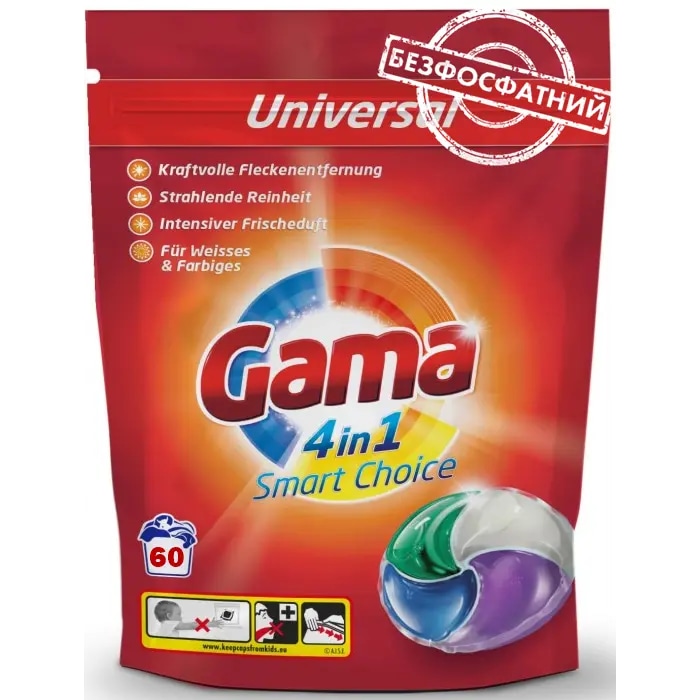 БЕЗФОСФАТНИЙ
Universal
Kraftvolle Fleckenentfernung
Strahlende Reinheit
Intensiver Frischeduft
Für Weisses
& Farbiges
Gama
4in1
Smart Choice
60
www.keepcapsfromkids.eu
©A.I.S.E.